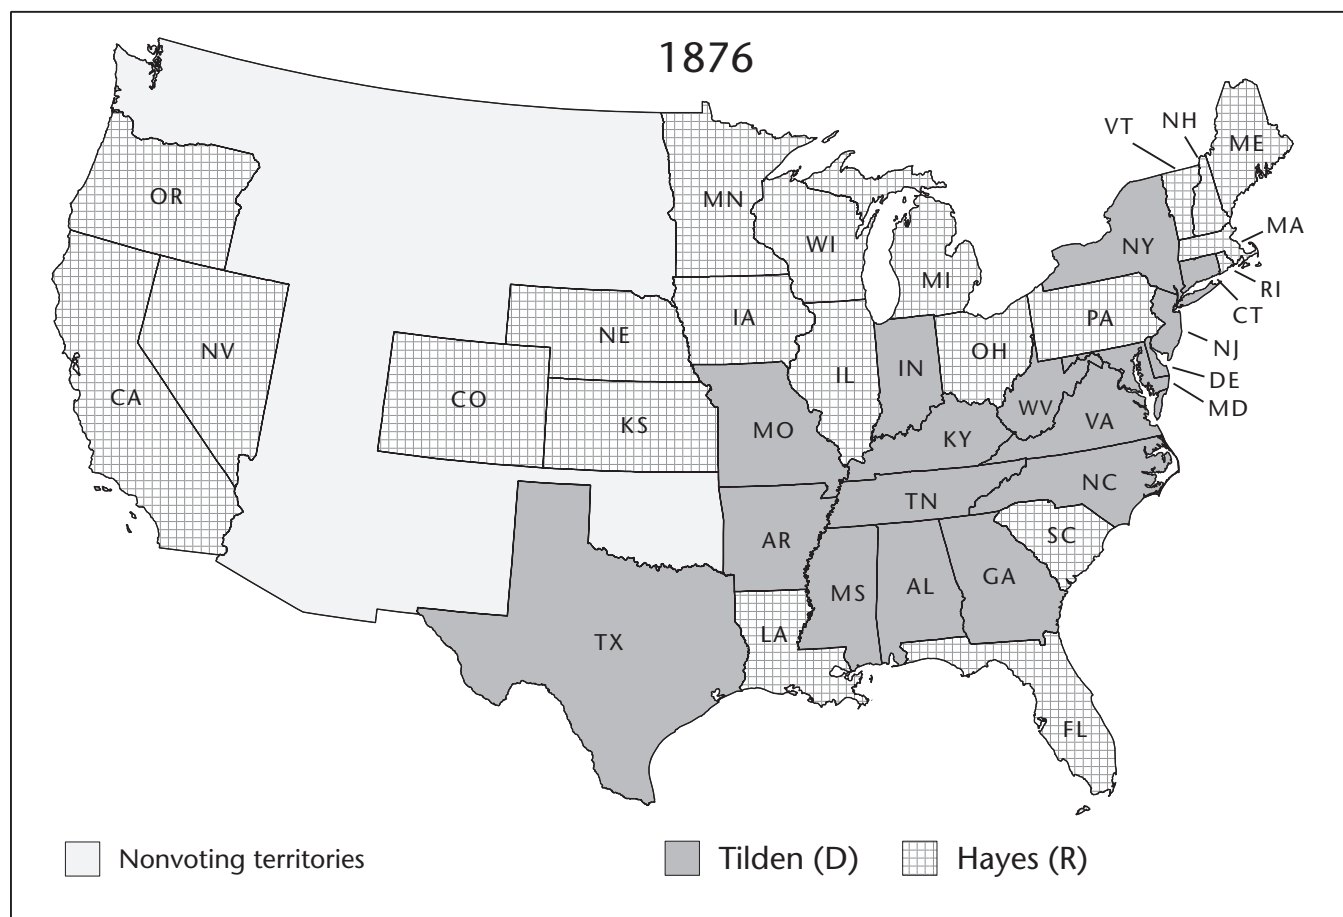 1876
VT
NH
ME
OR
MN
WI
NY
MA
MI
RI
IA
PA
CT
NE
OH
NJ
NV
IL
IN
DE
CA
CO
MD
WV
KS
MO
KY
VA
TN
NC
AR
SC
MS
AL
GA
TX
LA
FL
Nonvoting territories
Tilden (D)
Hayes (R)